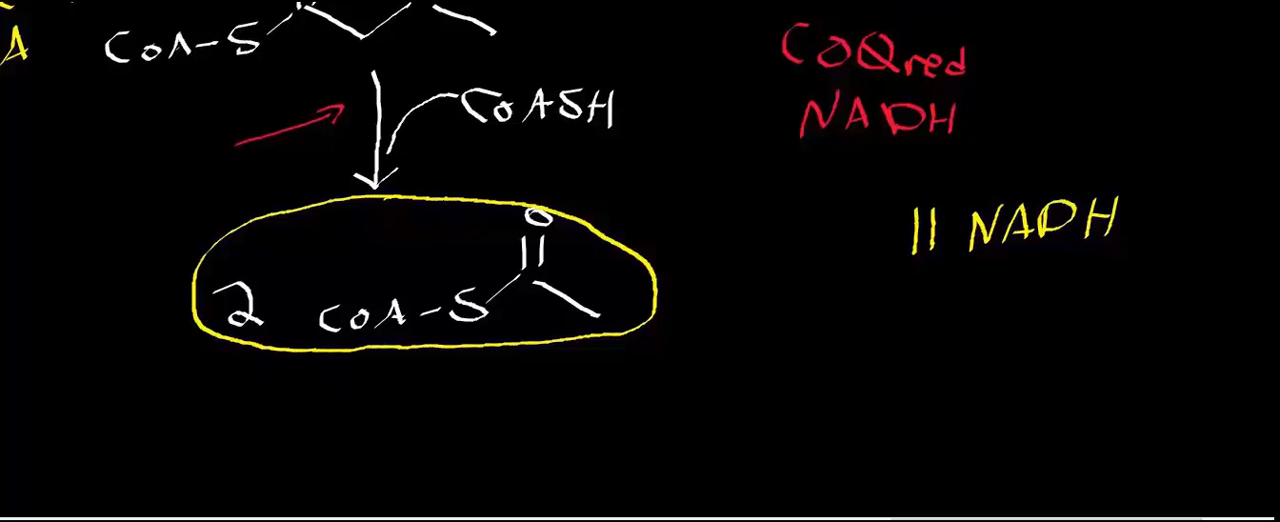 A
CoA-S
CoQred
CoASH
NADH
11 NADH
O
2 CoA-S